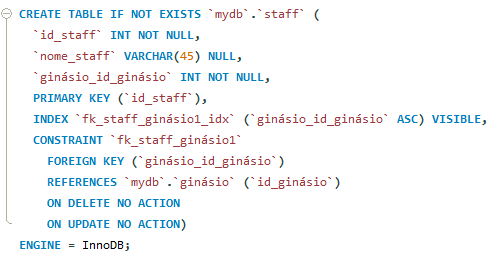 CREATE TABLE IF NOT EXISTS `mydb`.`staff` (
`id_staff` INT NOT NULL,
`nome_staff` VARCHAR(45) NULL,
`ginásio_id_ginásio` INT NOT NULL,
PRIMARY KEY (`id_staff`),
INDEX `fk_staff_ginásio1_idx` (`ginásio_id_ginásio` ASC) VISIBLE,
CONSTRAINT `fk_staff_ginásio1`
FOREIGN KEY (`ginásio_id_ginásio`)
REFERENCES `mydb`.`ginásio` (`id_ginásio`)
ON DELETE NO ACTION
ON UPDATE NO ACTION)
ENGINE = InnoDB;